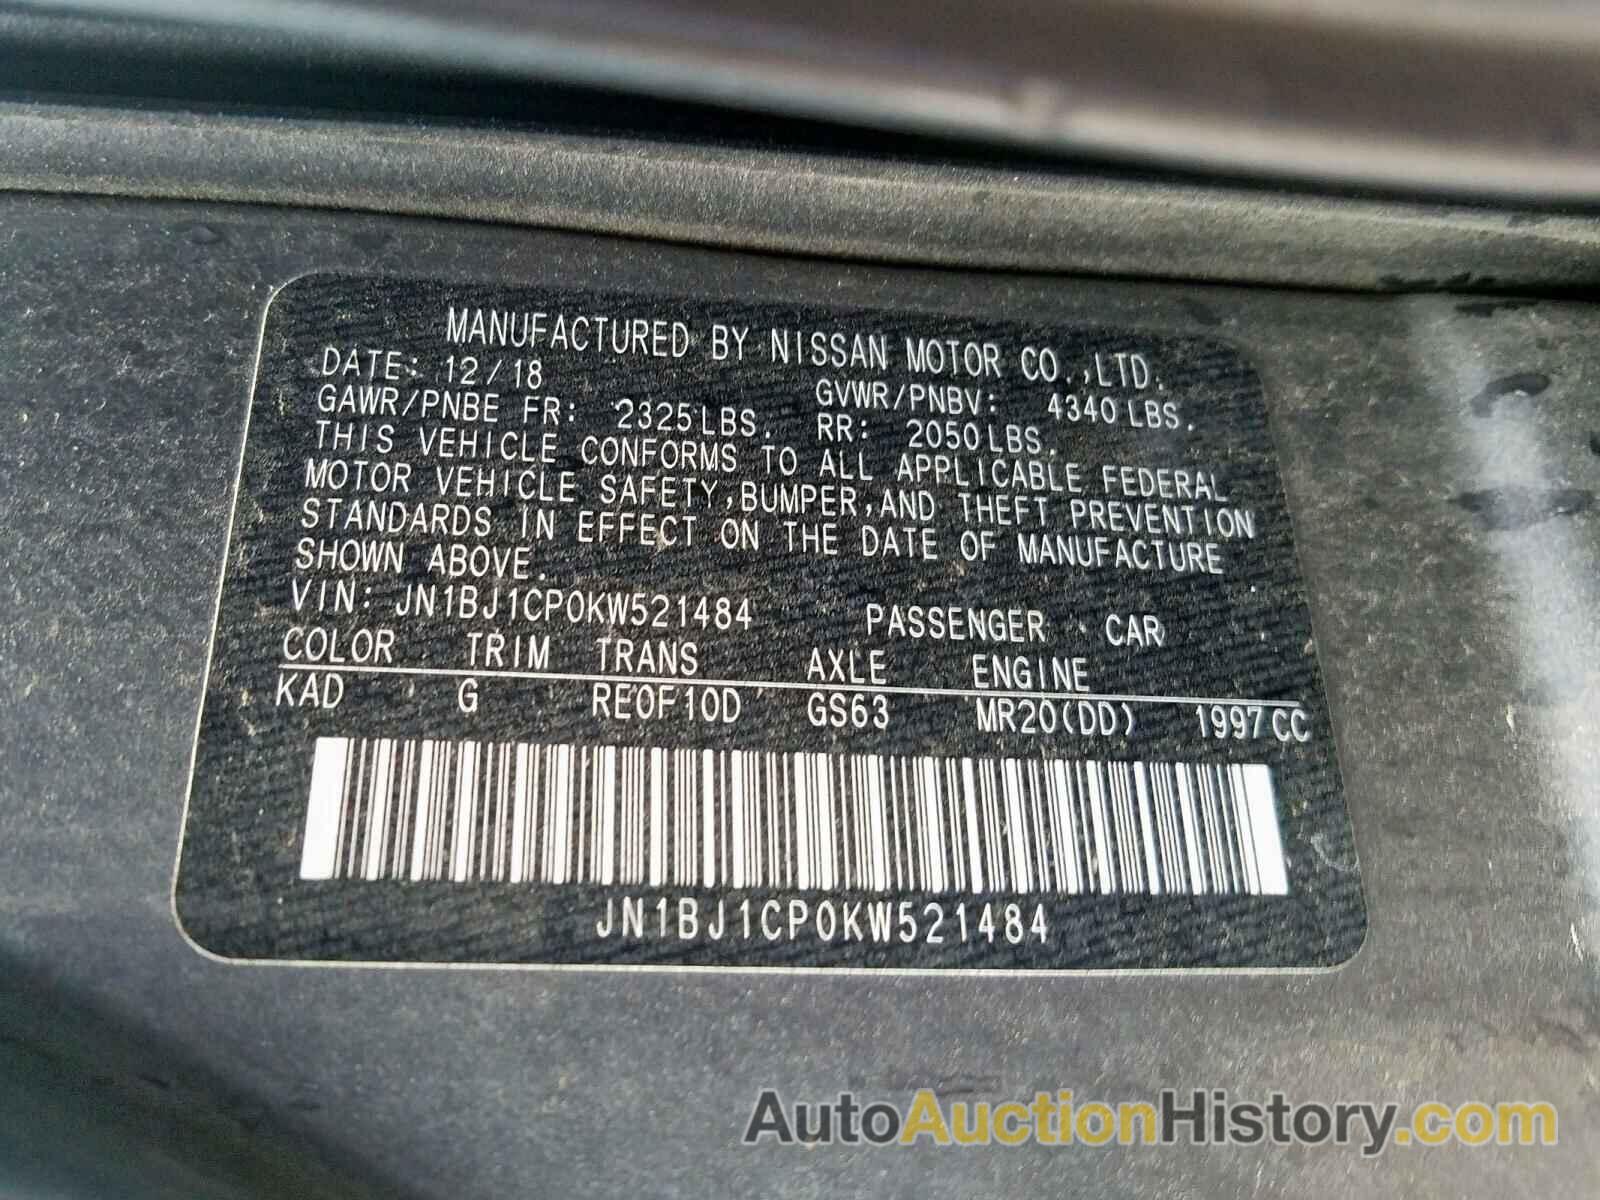 MANUFACTURED BY NISSAN MOTOR CO.,LTD.
DATE: 12/18 GVWR/PNBV: 4340 LBS.
GAWR/PNBE FR: 2325LBS. RR: 2050LBS.
THIS VEHICLE CONFORMS TO ALL APPLICABLE FEDERAL
MOTOR VEHICLE SAFETY,BUMPER,AND THEFT PREVENTION
STANDARDS IN EFFECT ON THE DATE OF MANUFACTURE
SHOWN ABOVE.
VIN: JN1BJ1CP0KW521484 PASSENGER CAR
COLOR TRIM TRANS AXLE ENGINE
KAD G RE0F10D GS63 MR20(DD) 1997CC
JN1BJ1CP0KW521484
AutoAuctionHistory.com